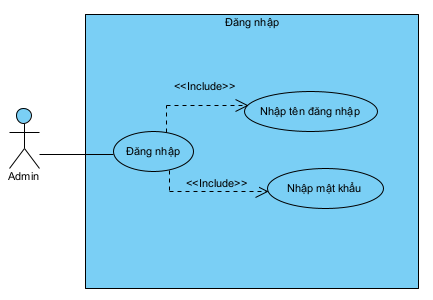 Đăng nhập
<<Include>>
Nhập tên đăng nhập
Đăng nhập
Admin
<<Include>>
Nhập mật khẩu